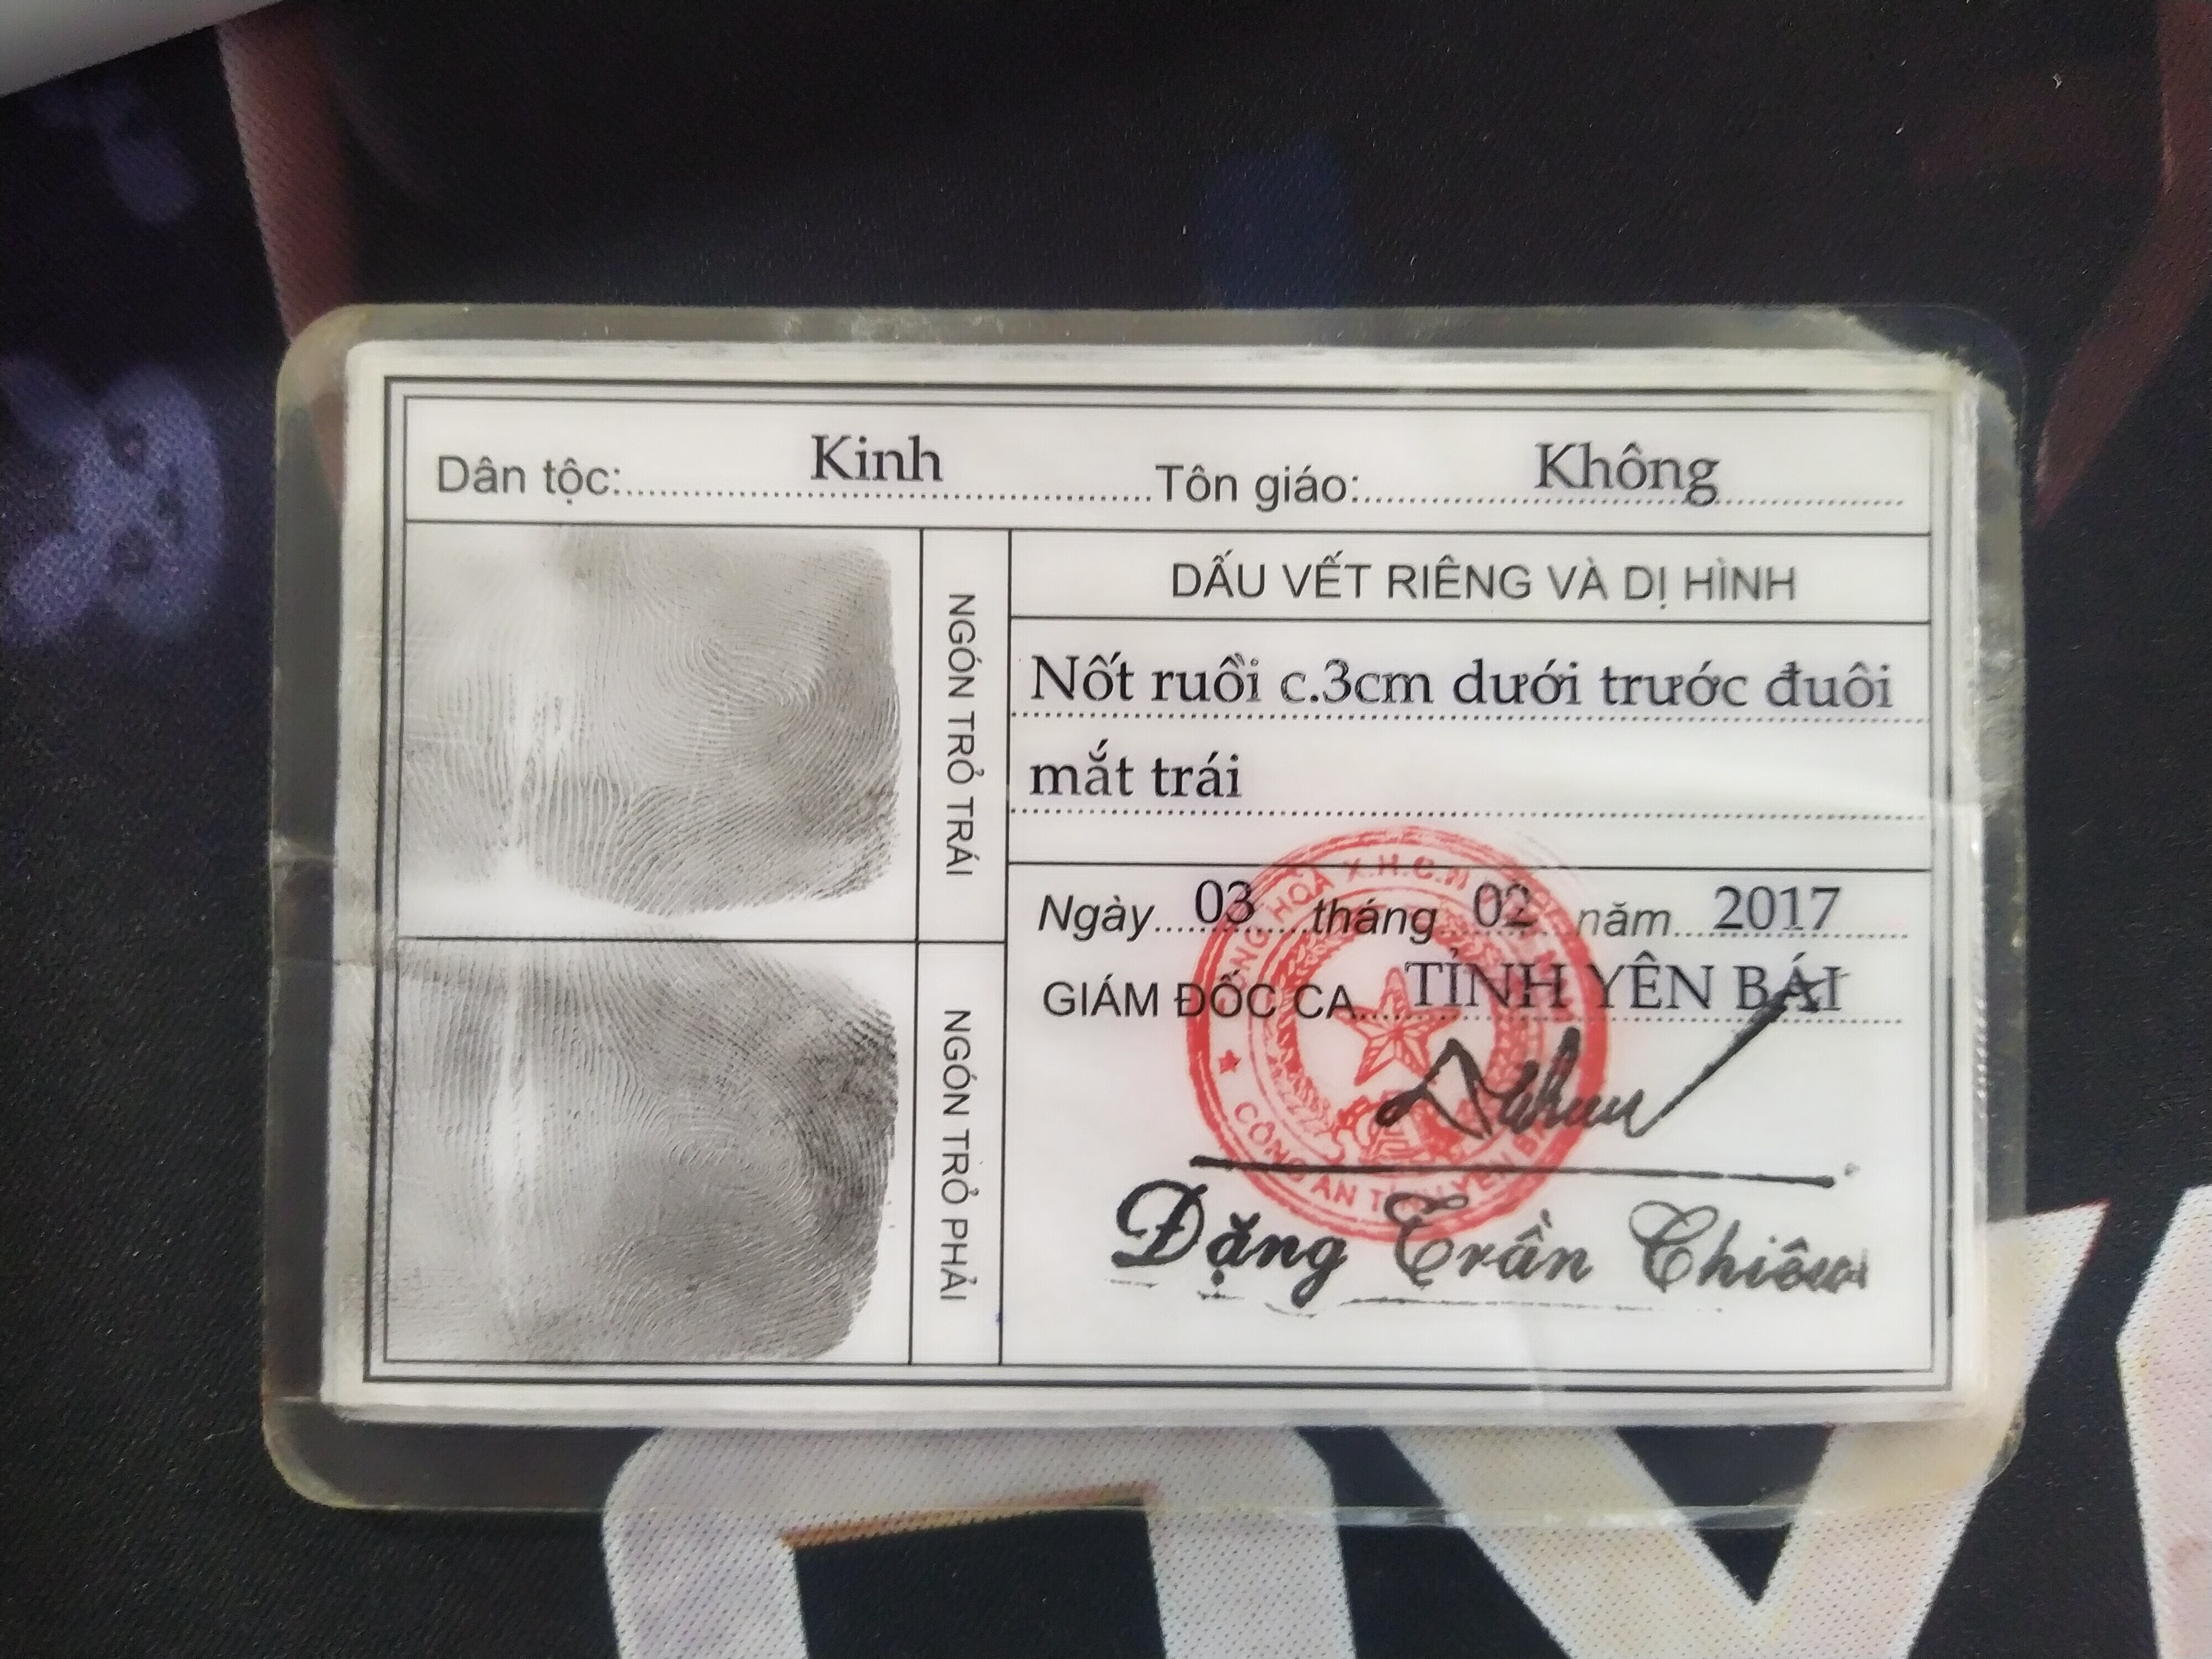 Dân tộc: Kinh Tôn giáo: Không
NGÓN TRỎ TRÁI
NGÓN TRỎ PHẢI
DẤU VẾT RIÊNG VÀ DỊ HÌNH
Nốt ruồi c.3cm dưới trước đuôi
mắt trái
Ngày 03 tháng 02 năm 2017
GIÁM ĐỐC CA TỈNH YÊN BÁI
Đặng Trần Chiêu